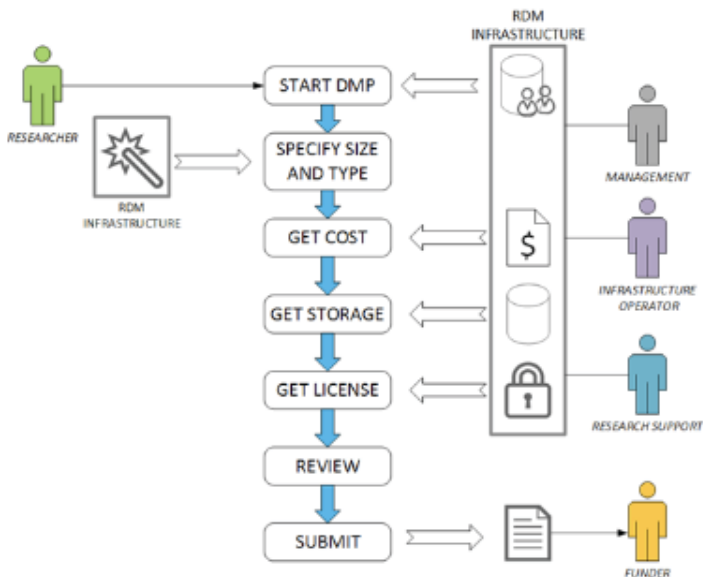 RDM
INFRASTRUCTURE
START DMP
RESEARCHER
SPECIFY SIZE
AND TYPE
RDM
INFRASTRUCTURE
MANAGEMENT
GET COST
$
INFRASTRUCTURE
OPERATOR
GET STORAGE
GET LICENSE
RESEARCH SUPPORT
REVIEW
SUBMIT
FUNDER